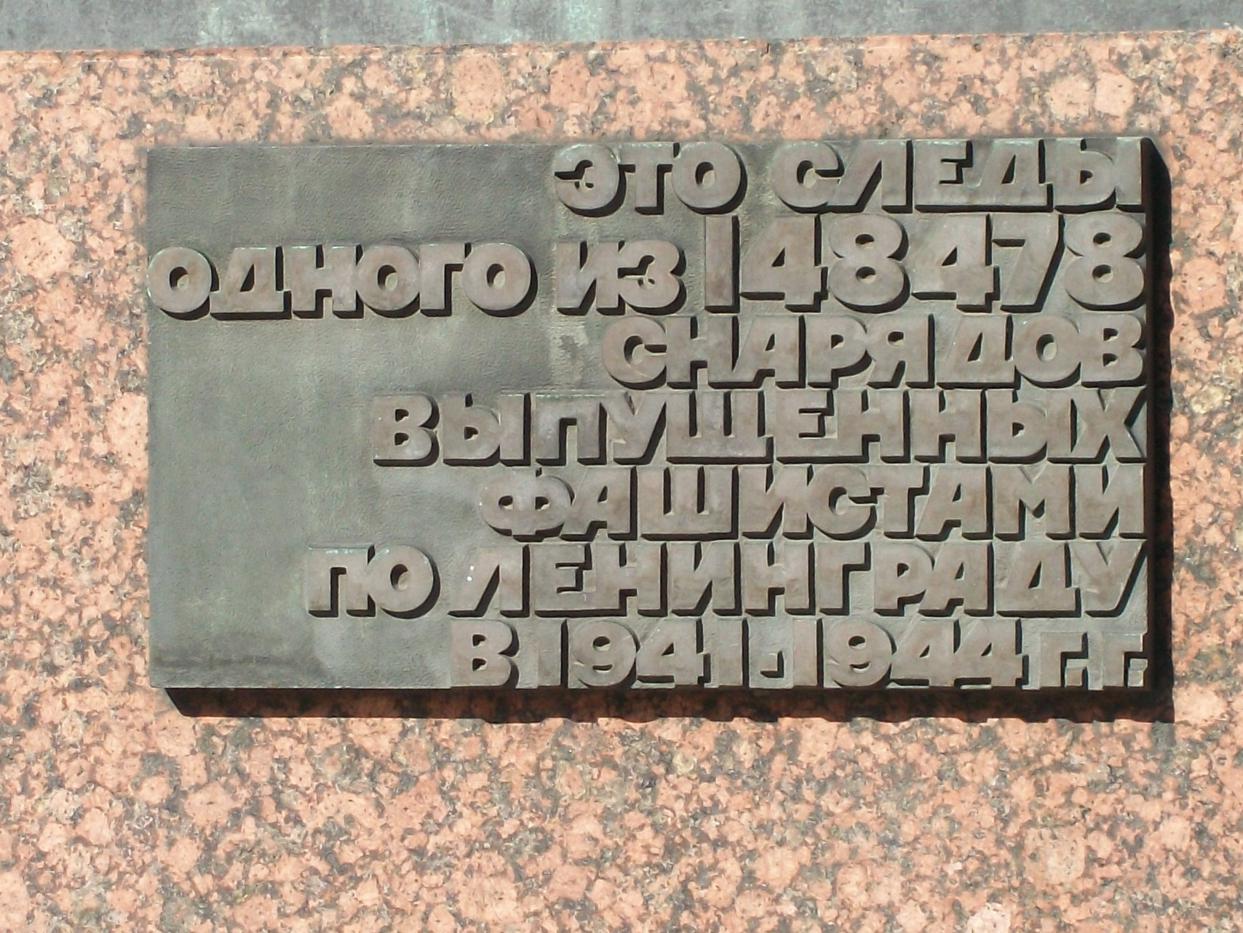 ЭТО СЛЕДЫ
ОДНОГО ИЗ 148478
СНАРЯДОВ
ВЫПУЩЕННЫХ
ФАШИСТАМИ
ПО ЛЕНИНГРАДУ
В 1941-1944 Г.Г.